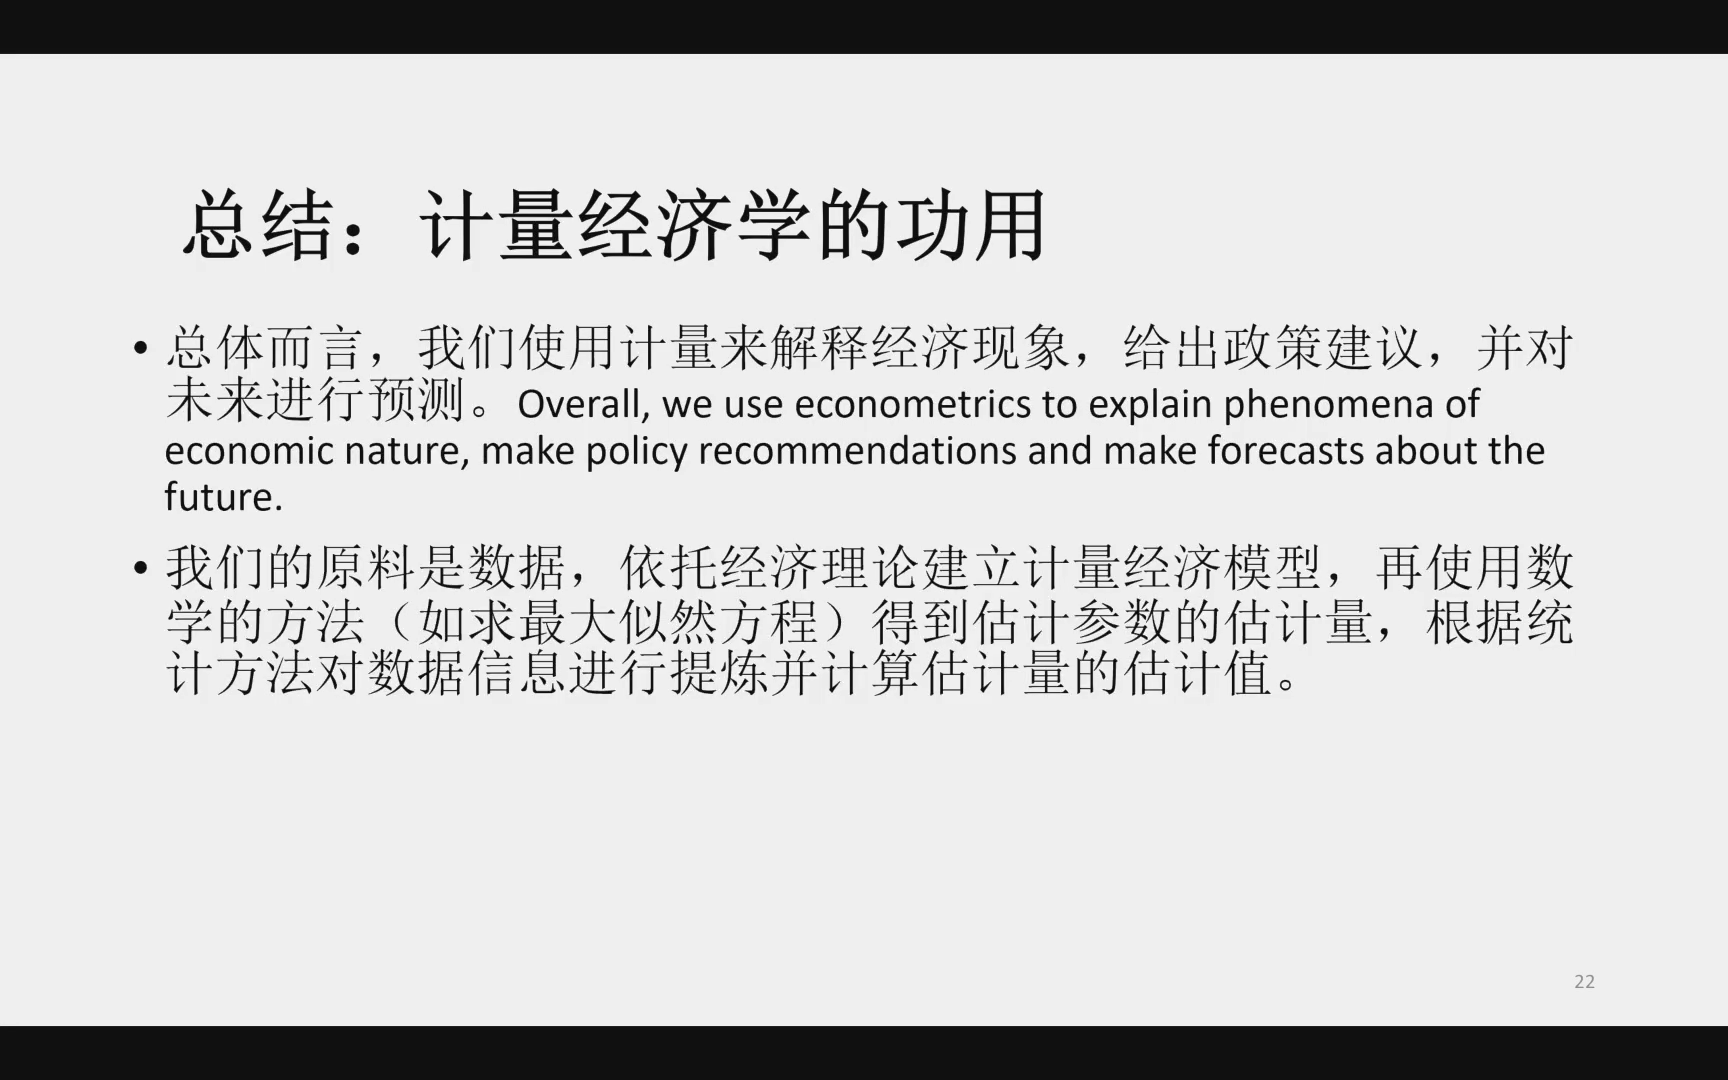 总结：计量经济学的功用
• 总体而言，我们使用计量来解释经济现象，给出政策建议，并对
未来进行预测。Overall, we use econometrics to explain phenomena of
economic nature, make policy recommendations and make forecasts about the
future.
• 我们的原料是数据，依托经济理论建立计量经济模型，再使用数
学的方法（如求最大似然方程）得到估计参数的估计量，根据统
计方法对数据信息进行提炼并计算估计量的估计值。
22